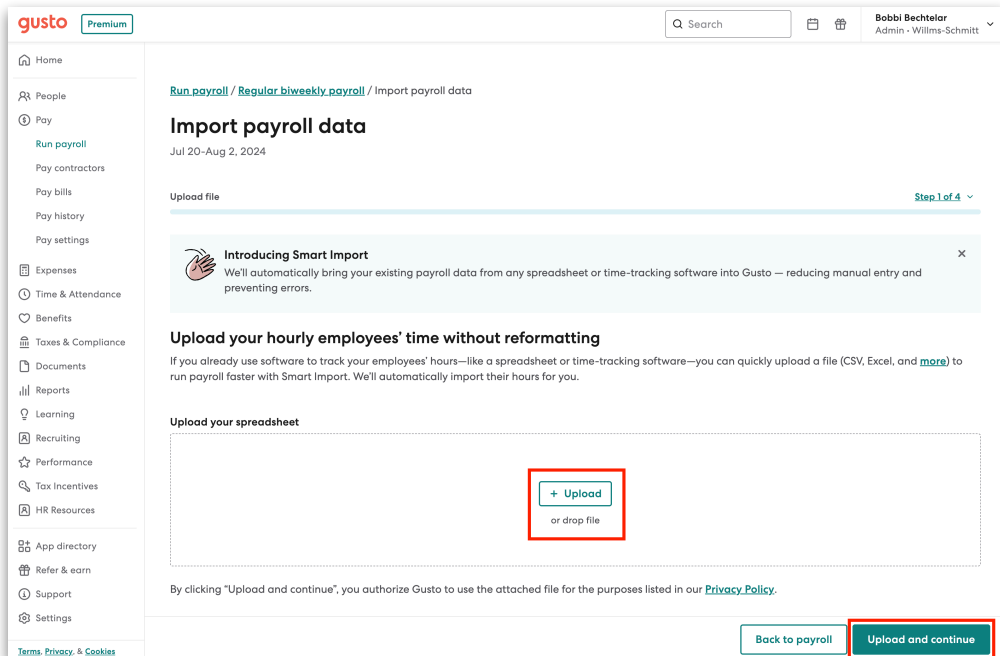 gusto
Premium
Search
Bobbi Bechtelar
Admin • Willms-Schmitt
Home
People
Pay
Run payroll
Pay contractors
Pay bills
Pay history
Pay settings
Expenses
Time & Attendance
Benefits
Taxes & Compliance
Documents
Reports
Learning
Recruiting
Performance
Tax Incentives
HR Resources
App directory
Refer & earn
Support
Settings
Terms, Privacy, & Cookies
Run payroll / Regular biweekly payroll / Import payroll data
Import payroll data
Jul 20-Aug 2, 2024
Upload file
Step 1 of 4
Introducing Smart Import
We'll automatically bring your existing payroll data from any spreadsheet or time-tracking software into Gusto — reducing manual entry and
preventing errors.
Upload your hourly employees' time without reformatting
If you already use software to track your employees' hours—like a spreadsheet or time-tracking software—you can quickly upload a file (CSV, Excel, and more) to
run payroll faster with Smart Import. We'll automatically import their hours for you.
Upload your spreadsheet
+ Upload
or drop file
By clicking "Upload and continue", you authorize Gusto to use the attached file for the purposes listed in our Privacy Policy.
Back to payroll
Upload and continue